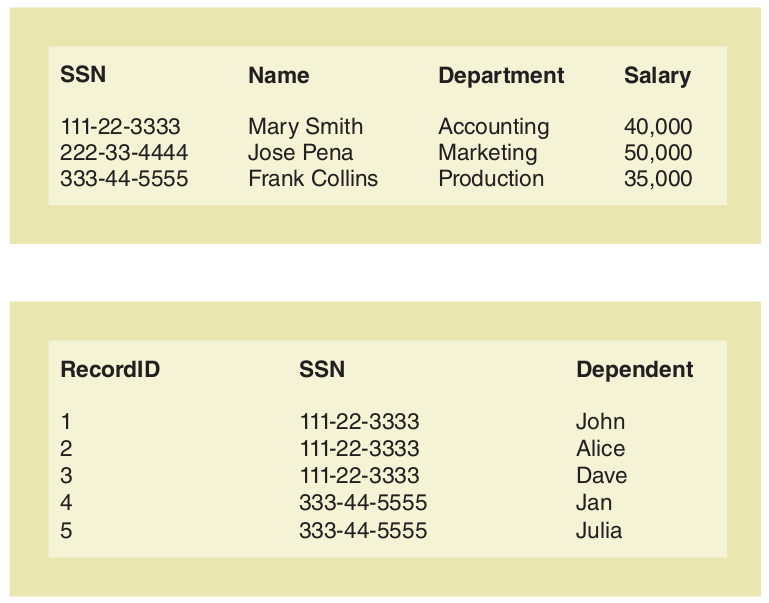 SSN Name Department Salary
111-22-3333 Mary Smith Accounting 40,000
222-33-4444 Jose Pena Marketing 50,000
333-44-5555 Frank Collins Production 35,000
RecordID SSN Dependent
1 111-22-3333 John
2 111-22-3333 Alice
3 111-22-3333 Dave
4 333-44-5555 Jan
5 333-44-5555 Julia